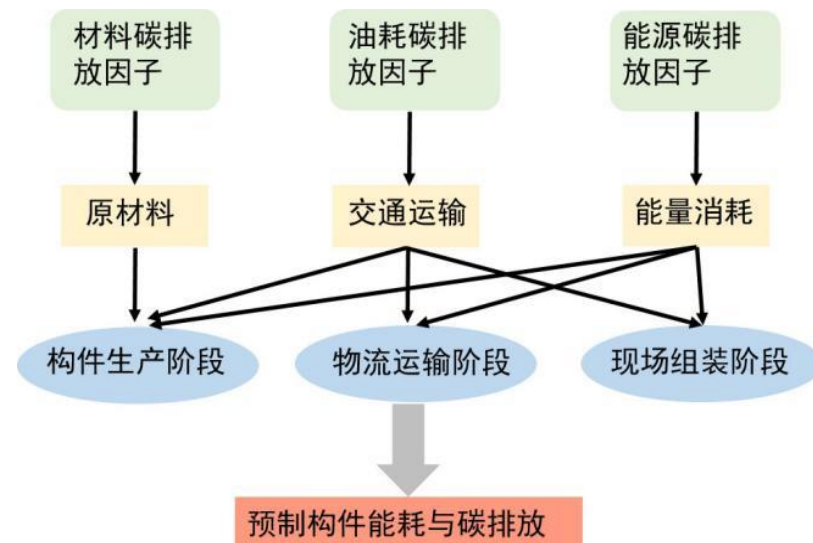 材料碳排
放因子
油耗碳排
放因子
能源碳排
放因子
原材料
交通运输
能量消耗
构件生产阶段
物流运输阶段
现场组装阶段
预制构件能耗与碳排放